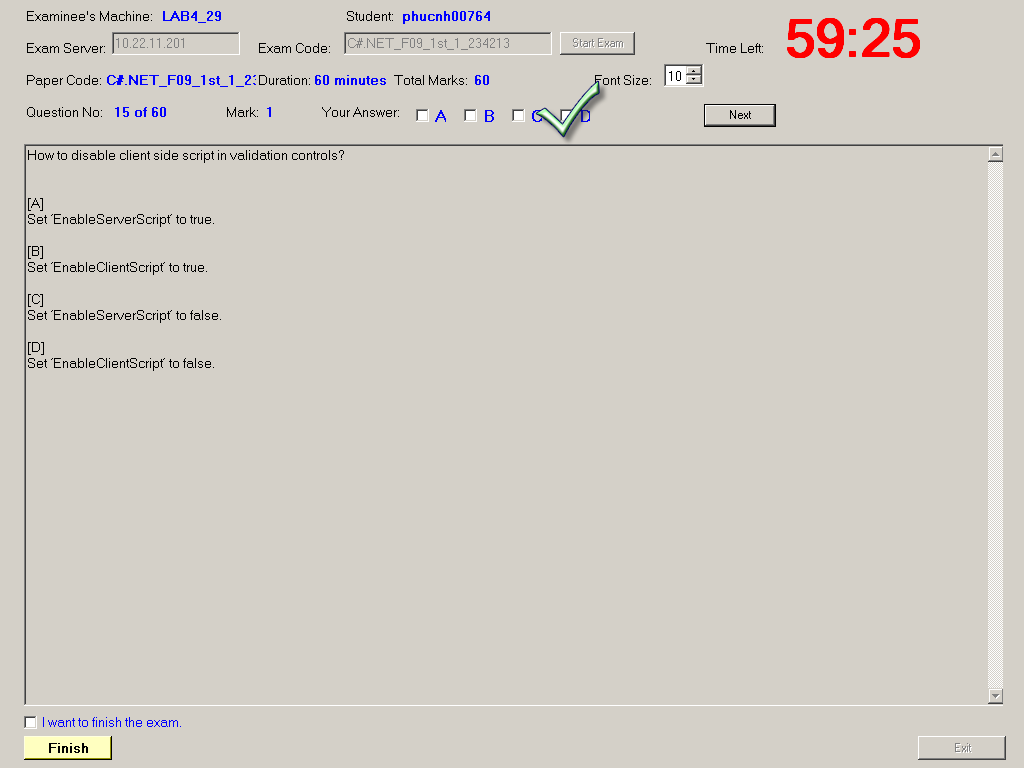 Examinee's Machine: LAB4_29 Student: phucnh00764
Exam Server: 10.22.11.201 Exam Code: C#.NET_F09_1st_1_234213 Start Exam Time Left: 59:25
Paper Code: C#.NET_F09_1st_1_2 Duration: 60 minutes Total Marks: 60 Font Size: 10
Question No: 15 of 60 Mark: 1 Your Answer: A B C D Next
How to disable client side script in validation controls?
[A]
Set 'EnableServerScript' to true.
[B]
Set 'EnableClientScript' to true.
[C]
Set 'EnableServerScript' to false.
[D]
Set 'EnableClientScript' to false.
I want to finish the exam.
Finish Exit